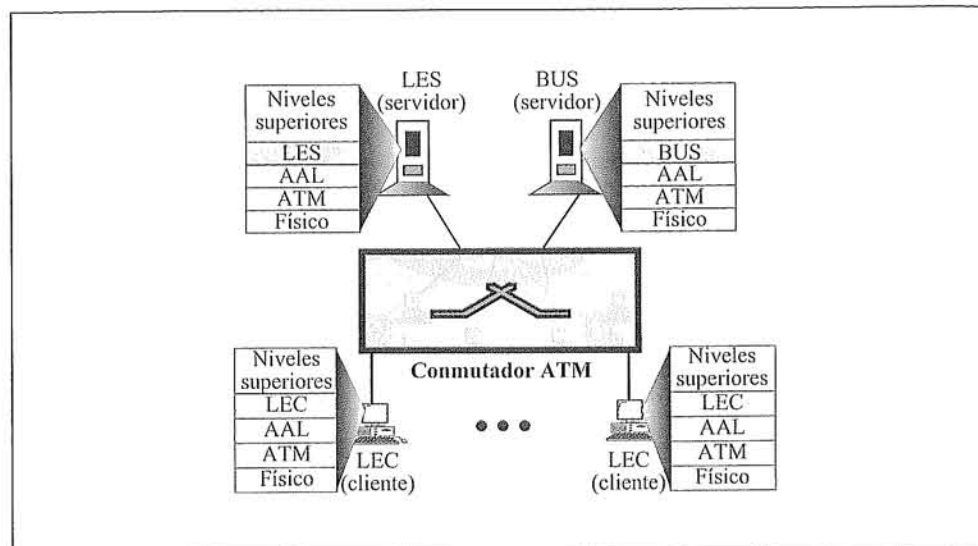 LES
(servidor)
BUS
(servidor)
Niveles
superiores
LES
AAL
ATM
Físico
Niveles
superiores
BUS
AAL
ATM
Físico
Conmutador ATM
Niveles
superiores
LEC
AAL
ATM
Físico
LEC
(cliente)
LEC
(cliente)
Niveles
superiores
LEC
AAL
ATM
Físico